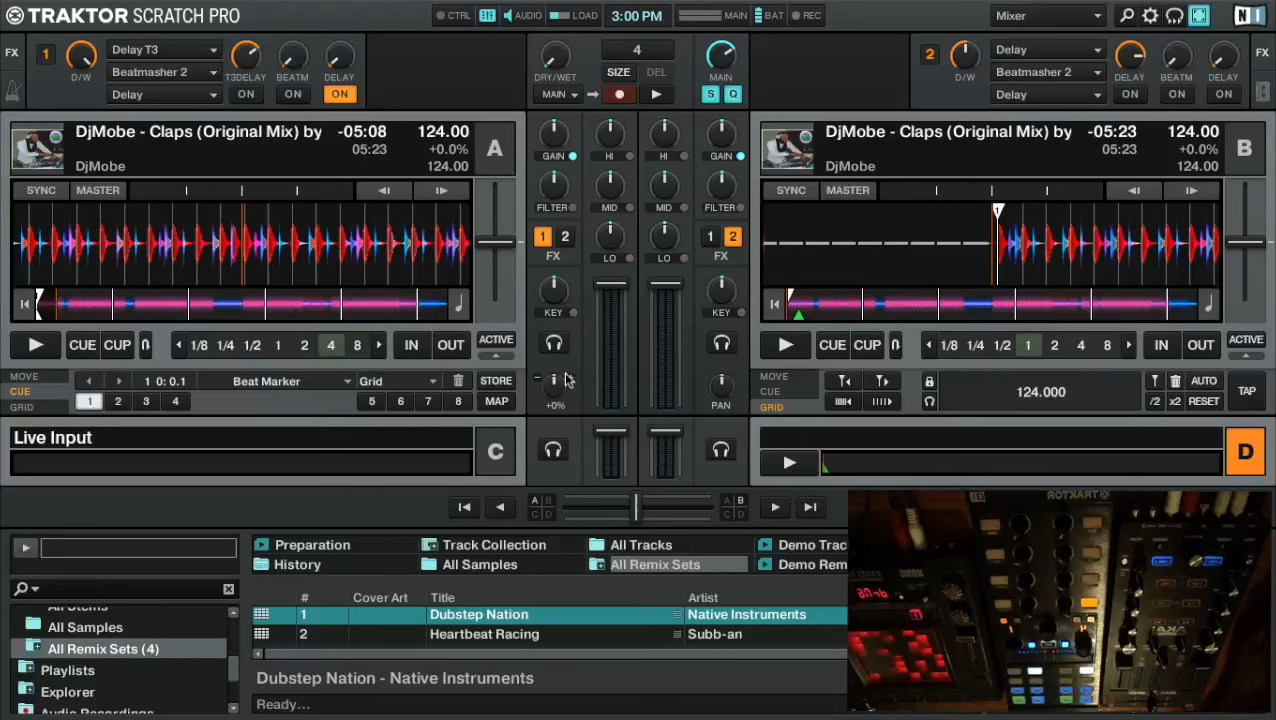 TRAKTOR SCRATCH PRO
CTRL AUDIO LOAD 3:00 PM MAIN BAT REC
Mixer
FX 1 D/W
Delay T3
Beatmasher 2
Delay
T3DELAY BEATM DELAY
ON ON ON
DRY/WET 4 MAIN
SIZE DEL
MAIN S Q
2 D/W
Delay
Beatmasher 2
Delay
DELAY BEATM DELAY
ON ON ON
FX
DjMobe - Claps (Original Mix) by -05:08 124.00
05:23 +0.0%
DjMobe 124.00
A
SYNC MASTER
CUE CUP 1/8 1/4 1/2 1 2 4 8 IN OUT ACTIVE
MOVE
CUE
GRID
1 0: 0.1 Beat Marker Grid STORE
1 2 3 4 5 6 7 8 MAP
GAIN HI HI GAIN
FILTER MID MID FILTER
1 2 LO LO 1 2
FX FX
KEY KEY
+0% PAN
DjMobe - Claps (Original Mix) by -05:23 124.00
05:23 +0.0%
DjMobe 124.00
B
SYNC MASTER
1
CUE CUP 1/8 1/4 1/2 1 2 4 8 IN OUT ACTIVE
MOVE
CUE
GRID
124.000
AUTO TAP
/2 x2 RESET
Live Input
C
D
A B
C D
A B
C D
Preparation Track Collection All Tracks Demo Trac
History All Samples All Remix Sets Demo Rem
# Cover Art Title Artist
1 Dubstep Nation Native Instruments
2 Heartbeat Racing Subb-an
All Samples
All Remix Sets (4)
Playlists
Explorer
Audio Recordings
Dubstep Nation - Native Instruments
Ready...